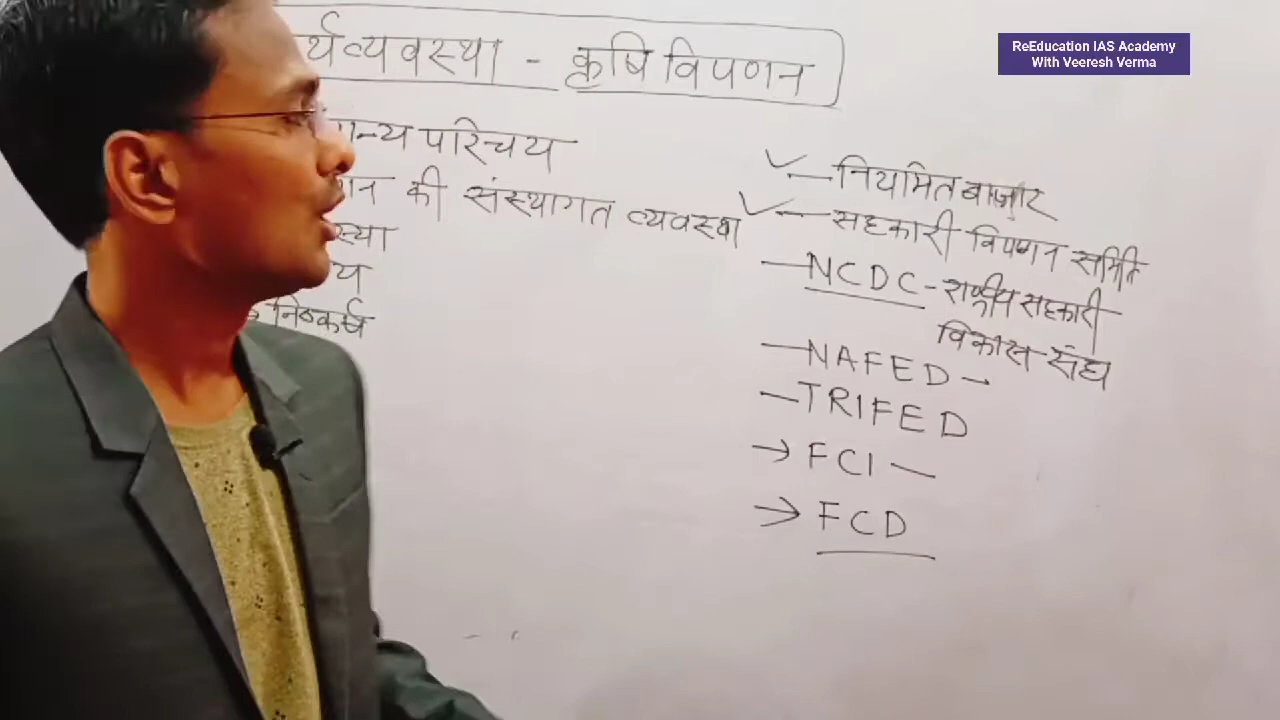 ReEducation IAS Academy
With Veeresh Verma
र्थव्यवस्था - कृषि विपणन
न्य परिचय
की संस्थागत व्यवस्था
स्या
य
निष्कर्ष
— नियमित बाज़ार
— सहकारी विपणन समिति
— NCDC - राष्ट्रीय सहकारी
विकास संघ
— NAFED -
— TRIFED
→ FCI —
→ FCD